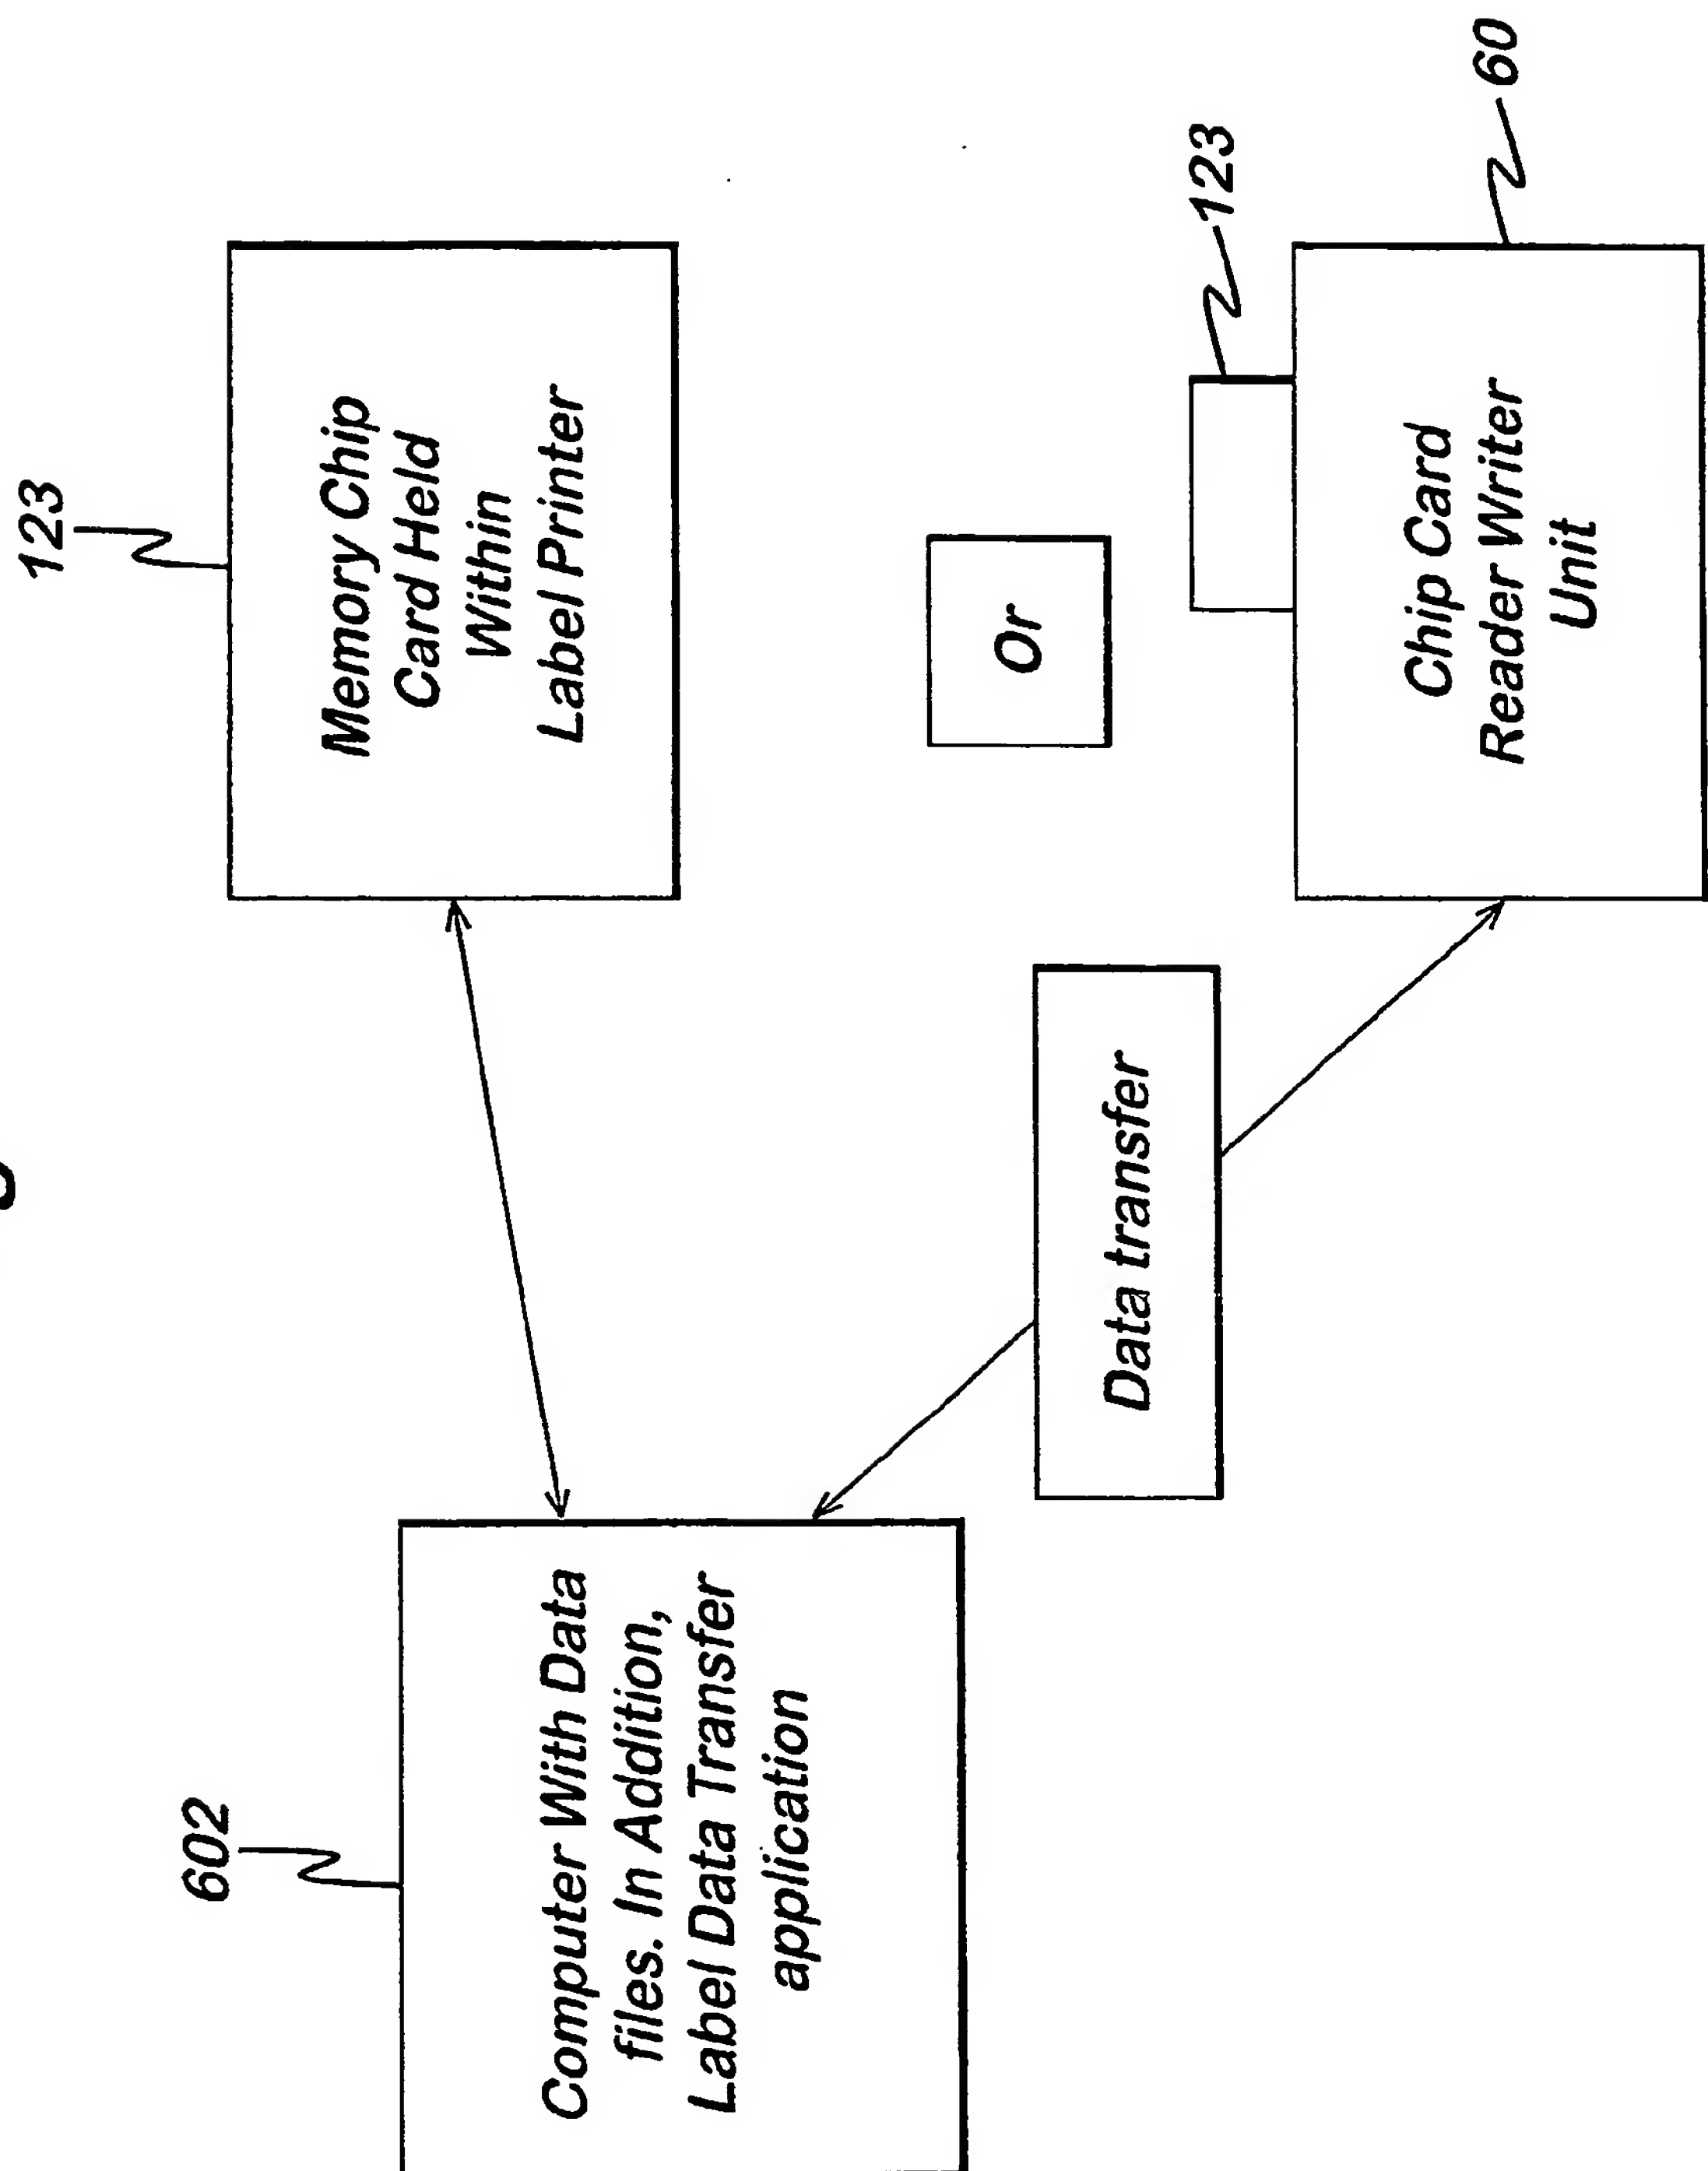 602
Computer With Data
files. In Addition,
Label Data Transfer
application
123
Memory Chip
Card Held
Within
Label Printer
Or
Data transfer
123
Chip Card
Reader Writer
Unit
60